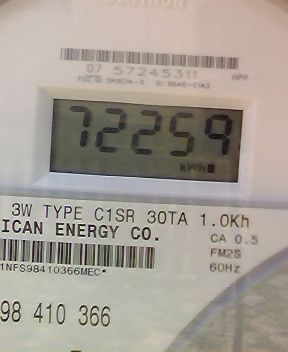 07 57245311 HPP
72259
kWh
3W TYPE C1SR 30TA 1.0Kh
ICAN ENERGY CO.
CA 0.5
FM2S
1NFS98410366MEC*
60Hz
98 410 366